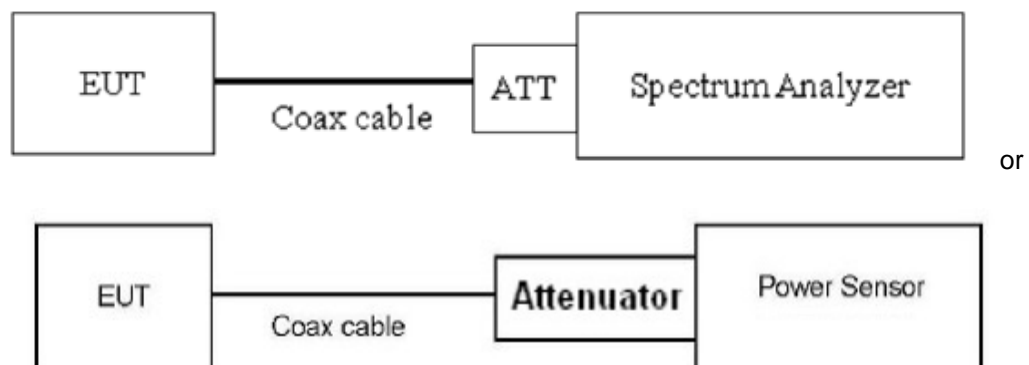 EUT
Coax cable
ATT
Spectrum Analyzer
or
EUT
Coax cable
Attenuator
Power Sensor